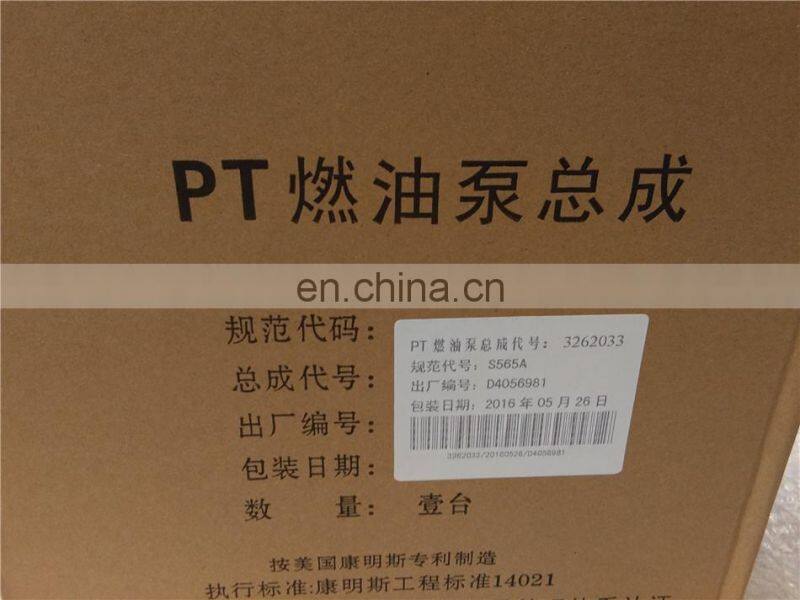 PT燃油泵总成
en.china.cn
规范代码:
总成代号:
出厂编号:
包装日期:
数 量: 壹台
PT 燃油泵总成代号: 3262033
规范代号: S565A
出厂编号: D4056981
包装日期: 2016 年 05 月 26 日
3262033/20160526/D4056981
按美国康明斯专利制造
执行标准:康明斯工程标准14021